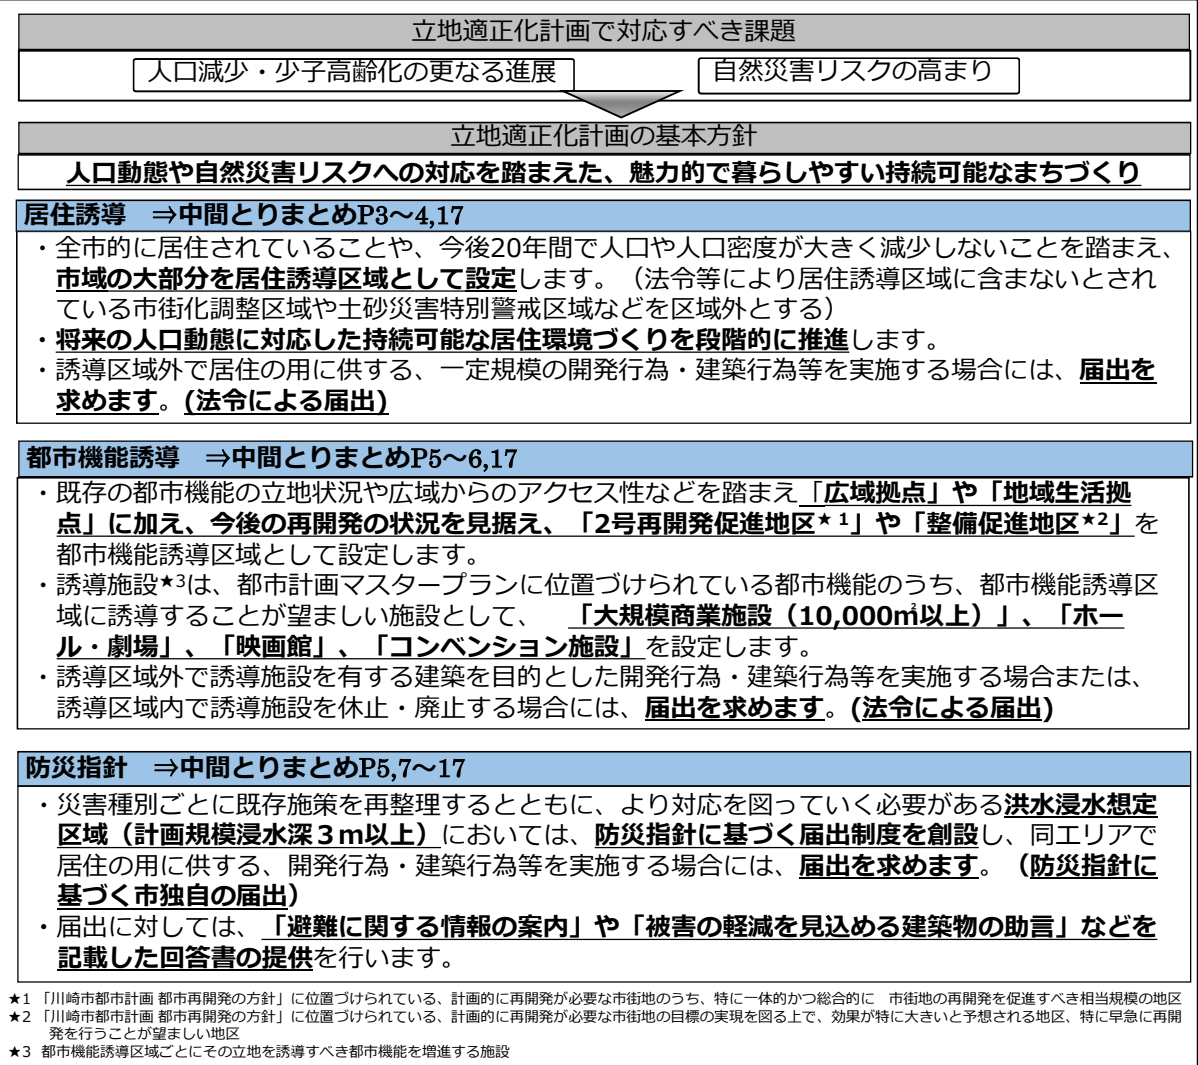 立地適正化計画で対応すべき課題
人口減少・少子高齢化の更なる進展
自然災害リスクの高まり
立地適正化計画の基本方針
人口動態や自然災害リスクへの対応を踏まえた、魅力的で暮らしやすい持続可能なまちづくり
居住誘導　⇒中間とりまとめP3～4,17
・全市的に居住されていることや、今後20年間で人口や人口密度が大きく減少しないことを踏まえ、
市域の大部分を居住誘導区域として設定します。（法令等により居住誘導区域に含まないとされ
ている市街化調整区域や土砂災害特別警戒区域などを区域外とする）
・将来の人口動態に対応した持続可能な居住環境づくりを段階的に推進します。
・誘導区域外で居住の用に供する、一定規模の開発行為・建築行為等を実施する場合には、届出を
求めます。(法令による届出)
都市機能誘導　⇒中間とりまとめP5～6,17
・既存の都市機能の立地状況や広域からのアクセス性などを踏まえ「広域拠点」や「地域生活拠
点」に加え、今後の再開発の状況を見据え、「2号再開発促進地区★1」や「整備促進地区★2」を
都市機能誘導区域として設定します。
・誘導施設★3は、都市計画マスタープランに位置づけられている都市機能のうち、都市機能誘導区
域に誘導することが望ましい施設として、　「大規模商業施設（10,000㎡以上）」、「ホー
ル・劇場」、「映画館」、「コンベンション施設」を設定します。
・誘導区域外で誘導施設を有する建築を目的とした開発行為・建築行為等を実施する場合または、
誘導区域内で誘導施設を休止・廃止する場合には、届出を求めます。(法令による届出)
防災指針　⇒中間とりまとめP5,7～17
・災害種別ごとに既存施策を再整理するとともに、より対応を図っていく必要がある洪水浸水想定
区域（計画規模浸水深３ｍ以上）においては、防災指針に基づく届出制度を創設し、同エリアで
居住の用に供する、開発行為・建築行為等を実施する場合には、届出を求めます。（防災指針に
基づく市独自の届出）
・届出に対しては、「避難に関する情報の案内」や「被害の軽減を見込める建築物の助言」などを
記載した回答書の提供を行います。
★1 「川崎市都市計画 都市再開発の方針」に位置づけられている、計画的に再開発が必要な市街地のうち、特に一体的かつ総合的に　市街地の再開発を促進すべき相当規模の地区
★2 「川崎市都市計画 都市再開発の方針」に位置づけられている、計画的に再開発が必要な市街地の目標の実現を図る上で、効果が特に大きいと予想される地区、特に早急に再開
発を行うことが望ましい地区
★3 都市機能誘導区域ごとにその立地を誘導すべき都市機能を増進する施設